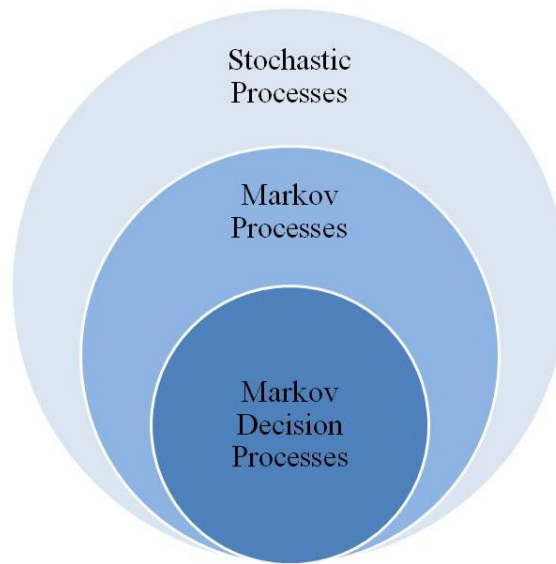 Stochastic
Processes
Markov
Processes
Markov
Decision
Processes